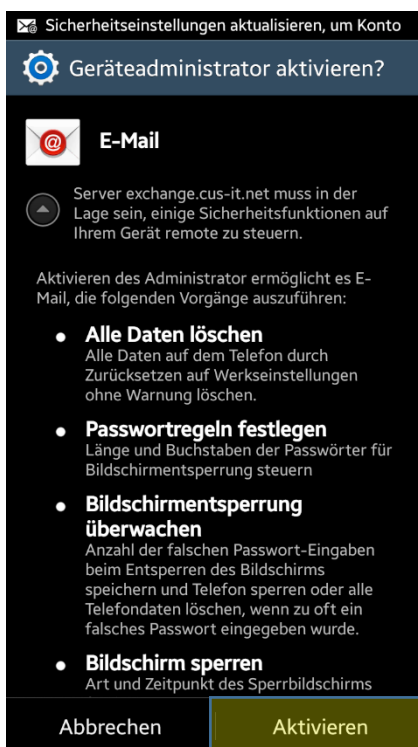 Sicherheitseinstellungen aktualisieren, um Konto
Geräteadministrator aktivieren?
E-Mail
Server exchange.cus-it.net muss in der
Lage sein, einige Sicherheitsfunktionen auf
Ihrem Gerät remote zu steuern.
Aktivieren des Administrator ermöglicht es E-
Mail, die folgenden Vorgänge auszuführen:
• Alle Daten löschen
Alle Daten auf dem Telefon durch
Zurücksetzen auf Werkseinstellungen
ohne Warnung löschen.
• Passwortregeln festlegen
Länge und Buchstaben der Passwörter für
Bildschirmentsperrung steuern
• Bildschirmentsperrung
überwachen
Anzahl der falschen Passwort-Eingaben
beim Entsperren des Bildschirms
speichern und Telefon sperren oder alle
Telefondaten löschen, wenn zu oft ein
falsches Passwort eingegeben wurde.
• Bildschirm sperren
Art und Zeitpunkt des Sperrbildschirms
Abbrechen
Aktivieren